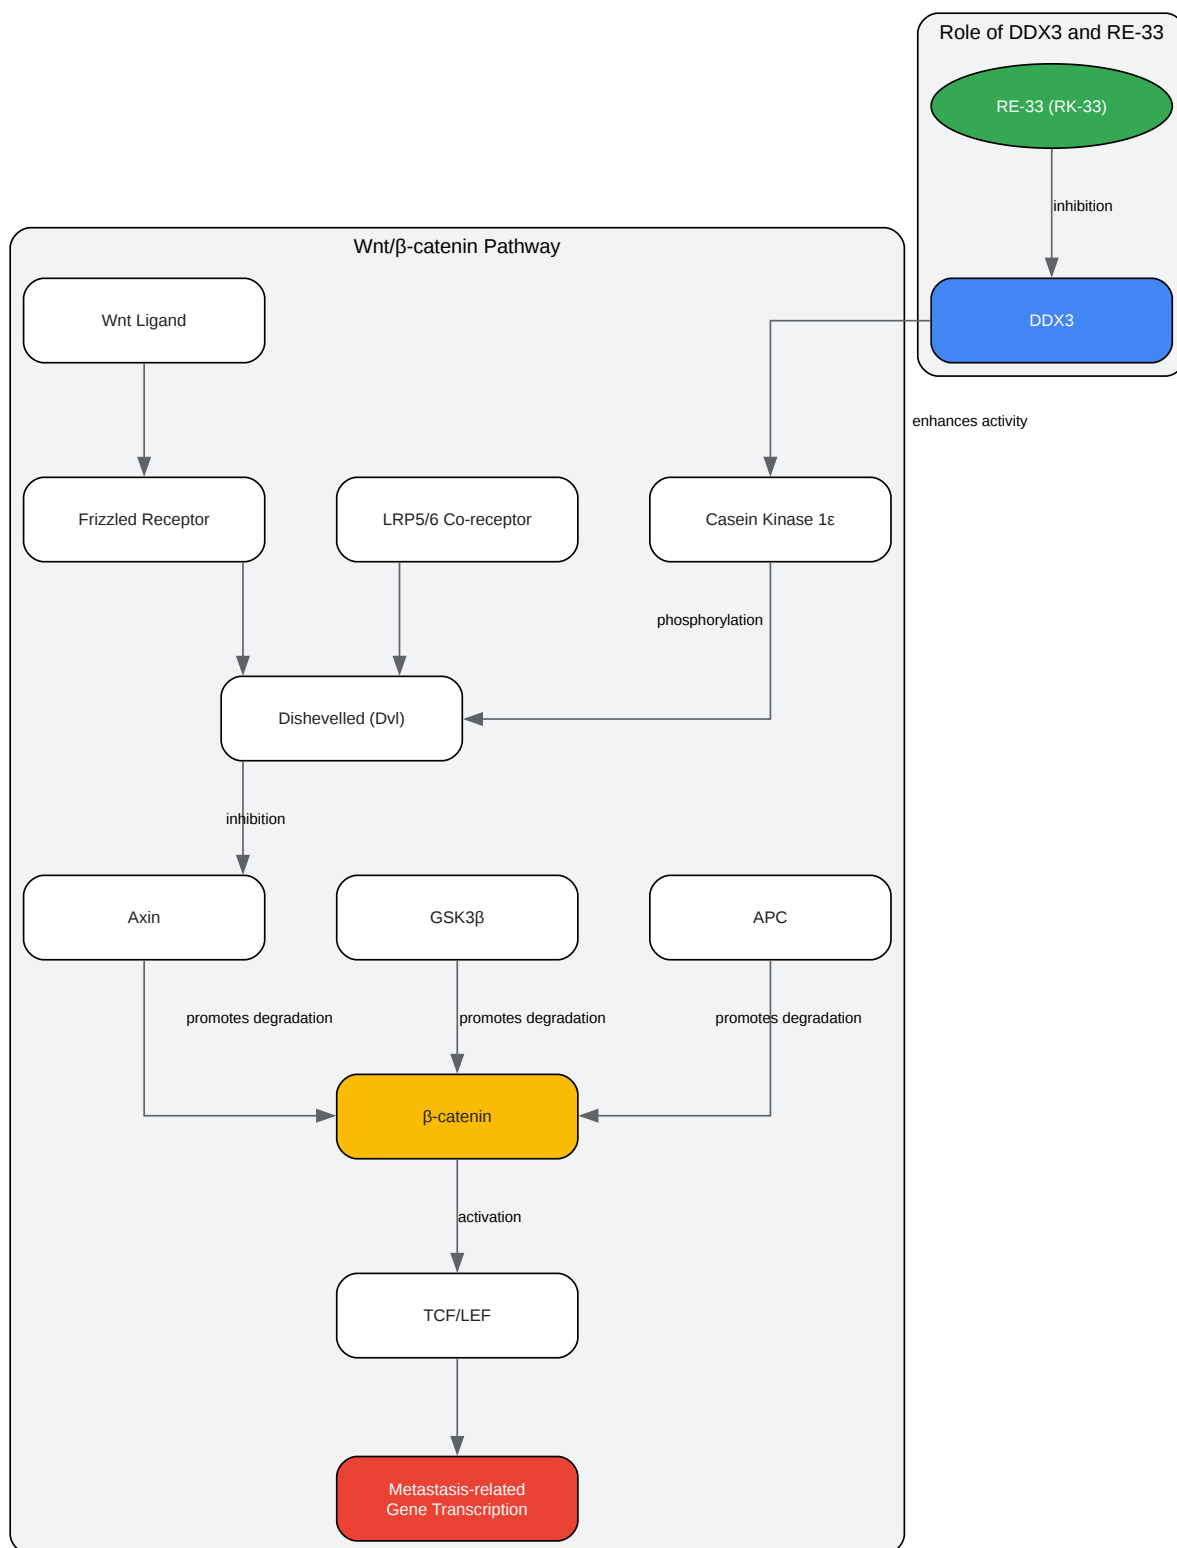 Role of DDX3 and RE-33
RE-33 (RK-33)
inhibition
Wnt/β-catenin Pathway
Wnt Ligand
DDX3
enhances activity
Frizzled Receptor
LRP5/6 Co-receptor
Casein Kinase 1ε
phosphorylation
Dishevelled (Dvl)
inhibition
Axin
GSK3β
APC
promotes degradation
promotes degradation
promotes degradation
β-catenin
activation
TCF/LEF
Metastasis-related
Gene Transcription